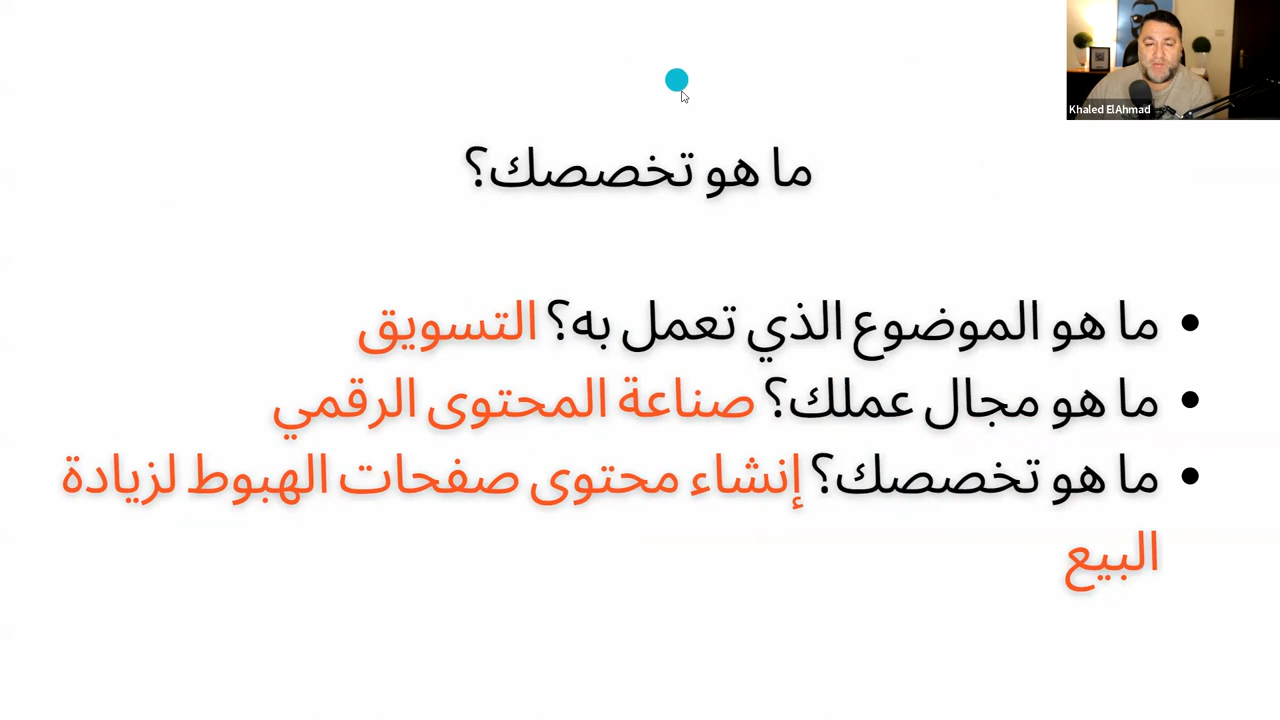 Khaled ElAhmad
ما هو تخصصك؟
ما هو الموضوع الذي تعمل به؟ التسويق
ما هو مجال عملك؟ صناعة المحتوى الرقمي
ما هو تخصصك؟ إنشاء محتوى صفحات الهبوط لزيادة
البيع